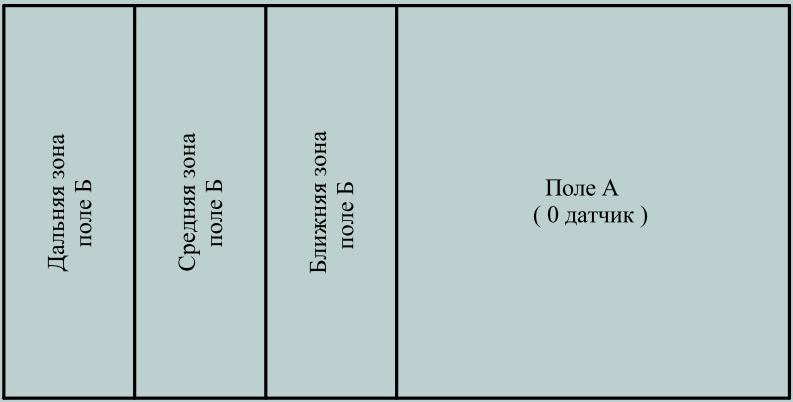 Дальняя зона
поле Б
Средняя зона
поле Б
Ближняя зона
поле Б
Поле А
( 0 датчик )